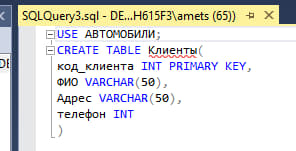 SQLQuery3.sql - DE...H615F3\amets (65))
USE АВТОМОБИЛИ;
CREATE TABLE Клиенты(
код_клиента INT PRIMARY KEY,
ФИО VARCHAR(50),
Адрес VARCHAR(50),
телефон INT
)